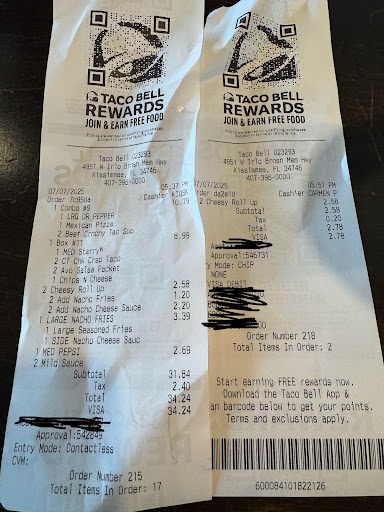 TACO BELL
REWARDS
JOIN & EARN FREE FOOD
Taco Bell 023293
4951 W Irlo Brnsn Mem Hwy
Kissimmee, FL 34746
407-396-0000
07/07/2025 05:37 PM
Order 7c950a Cashier KIOSK
1 Combo #9 10.79
1 LRG DR PEPPER
1 Mexican Pizza
2 Beef Crnchy Tac Sup
1 Box #11 8.99
1 MED Starry®
2 CT Chk Crsp Taco
2 Avo Salsa Packet
1 Chips N Cheese
2 Cheesy Roll Up 2.58
2 Add Nacho Fries 1.20
2 Add Nacho Cheese Sauce 2.20
1 LARGE NACHO FRIES 3.39
1 Large Seasoned Fries
1 SIDE Nacho Cheese Sauc
1 MED PEPSI 2.69
2 Mild Sauce
Subtotal 31.84
Tax 2.40
Total 34.24
VISA 34.24
Approval:542849
Entry Mode: Contactless
CVM:
Order Number 215
Total Items In Order: 17
TACO BELL
REWARDS
JOIN & EARN FREE FOOD
Taco Bell 023293
4951 W Irlo Brnsn Mem Hwy
Kissimmee, FL 34746
407-396-0000
07/2025 05:51 PM
Cashier CARMEN P
2 Cheesy Roll Up 2.58
Subtotal 2.58
Tax 0.20
Total 2.78
VISA 2.78
Approval:546731
Mode: CHIP
NONE
VISA DEBIT
Order Number 218
Total Items In Order: 2
Start earning FREE rewards now.
Download the Taco Bell App &
an barcode below to get your points.
Terms and exclusions apply.
600084101822126